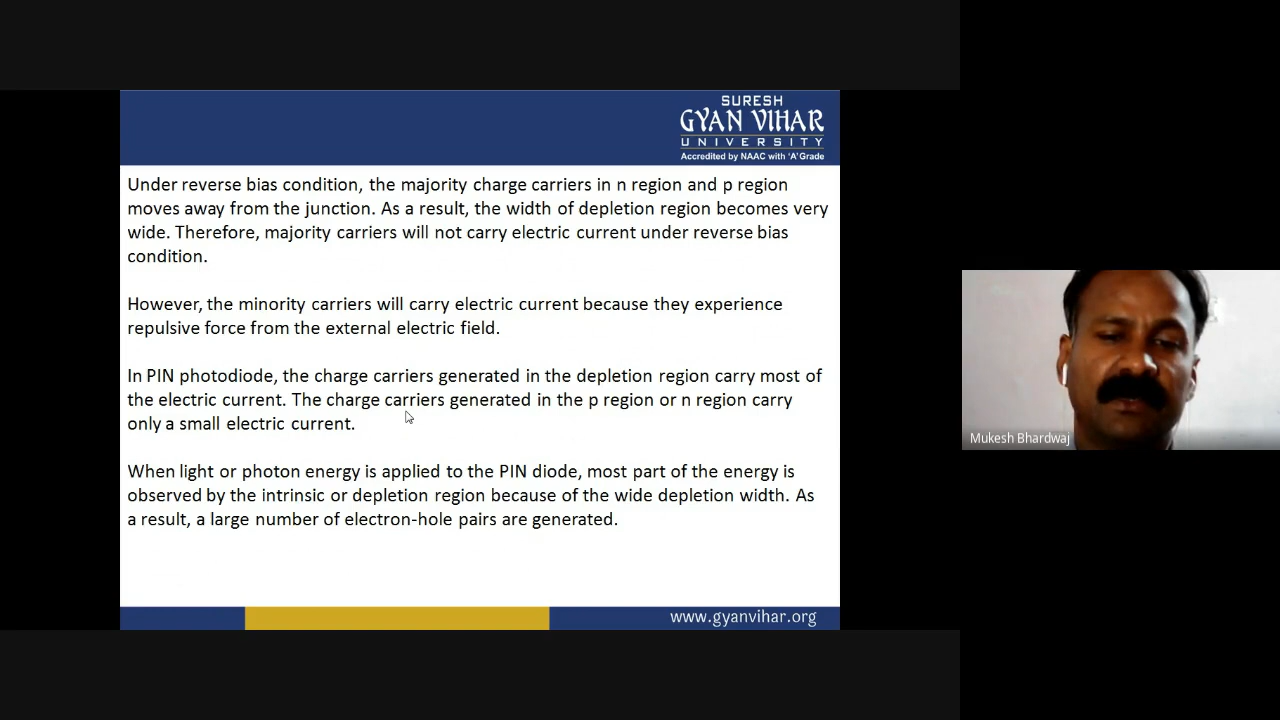 SURESH
GYAN VIHAR
UNIVERSITY
Accredited by NAAC with 'A' Grade
Under reverse bias condition, the majority charge carriers in n region and p region
moves away from the junction. As a result, the width of depletion region becomes very
wide. Therefore, majority carriers will not carry electric current under reverse bias
condition.
However, the minority carriers will carry electric current because they experience
repulsive force from the external electric field.
In PIN photodiode, the charge carriers generated in the depletion region carry most of
the electric current. The charge carriers generated in the p region or n region carry
only a small electric current.
When light or photon energy is applied to the PIN diode, most part of the energy is
observed by the intrinsic or depletion region because of the wide depletion width. As
a result, a large number of electron-hole pairs are generated.
www.gyanvihar.org
Mukesh Bhardwaj